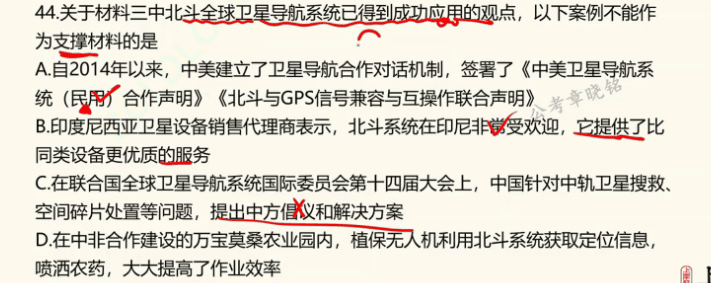 44.关于材料三中北斗全球卫星导航系统已得到成功应用的观点，以下案例不能作
为支撑材料的是
A.自2014年以来，中美建立了卫星导航合作对话机制，签署了《中美卫星导航系
统（民用）合作声明》《北斗与GPS信号兼容与互操作联合声明》
公考章晓铭
B.印度尼西亚卫星设备销售代理商表示，北斗系统在印尼非常受欢迎，它提供了比
同类设备更优质的服务
C.在联合国全球卫星导航系统国际委员会第十四届大会上，中国针对中轨卫星搜救、
空间碎片处置等问题，提出中方倡议和解决方案
D.在中非合作建设的万宝莫桑农业园内，植保无人机利用北斗系统获取定位信息，
喷洒农药，大大提高了作业效率